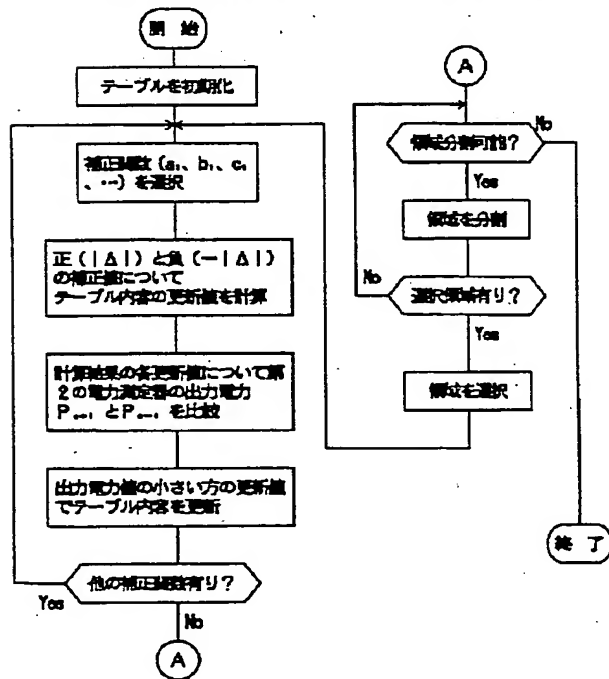 開始
テーブルを初期化
補正関数 (a₁、b₁、c₁
、…) を選択
正 (|Δ|) と負 (－|Δ|)
の補正値について
テーブル内容の更新値を計算
計算結果の各更新値について第
2の電力測定器の出力電力
を比較
出力電力値の小さい方の更新値
でテーブル内容を更新
他の補正関数有り?
Yes
No
A
A
領域分割可能?
No
Yes
領域を分割
選択領域有り?
No
Yes
領域を選択
終了